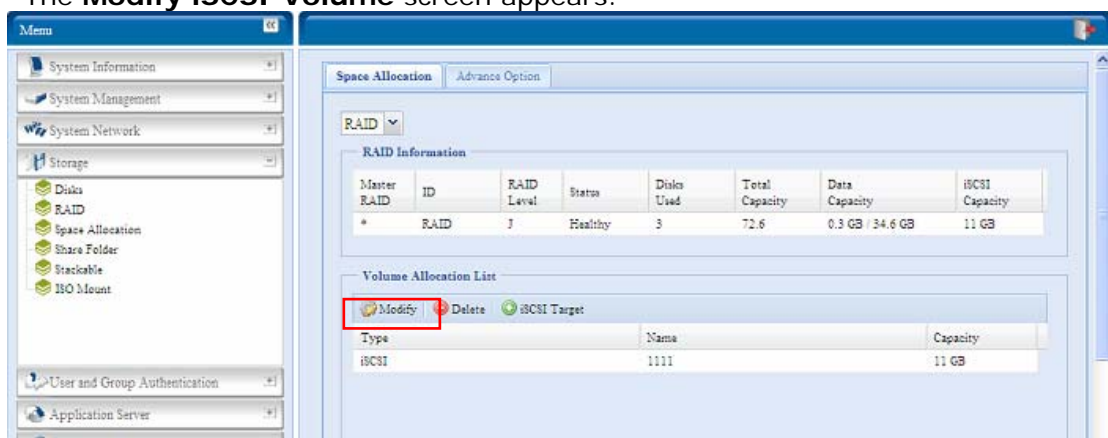 The Modify iSCSI Volume screen appears:
Menu
System Information
System Management
System Network
Storage
Disks
RAID
Space Allocation
Share Folder
Stackable
ISO Mount
User and Group Authentication
Application Server
Space Allocation Advance Option
RAID
RAID Information
Master RAID ID RAID Level Status Disks Used Total Capacity Data Capacity iSCSI Capacity
* RAID J Healthy 3 72.6 0.3 GB / 34.6 GB 11 GB
Volume Allocation List
Modify Delete iSCSI Target
Type Name Capacity
iSCSI 1111 11 GB